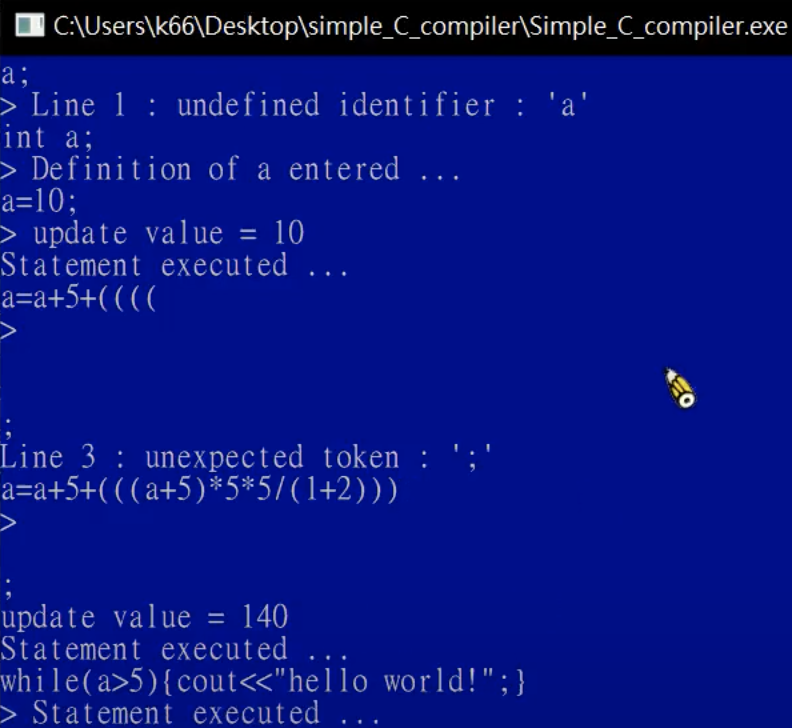 C:\Users\k66\Desktop\simple_C_compiler\Simple_C_compiler.exe
a;
> Line 1 : undefined identifier : 'a'
int a;
> Definition of a entered ...
a=10;
> update value = 10
Statement executed ...
a=a+5+((((
>
;
Line 3 : unexpected token : ';'
a=a+5+(((a+5)*5*5/(1+2)))
>
;
update value = 140
Statement executed ...
while(a>5){cout<<"hello world!";}
> Statement executed ...